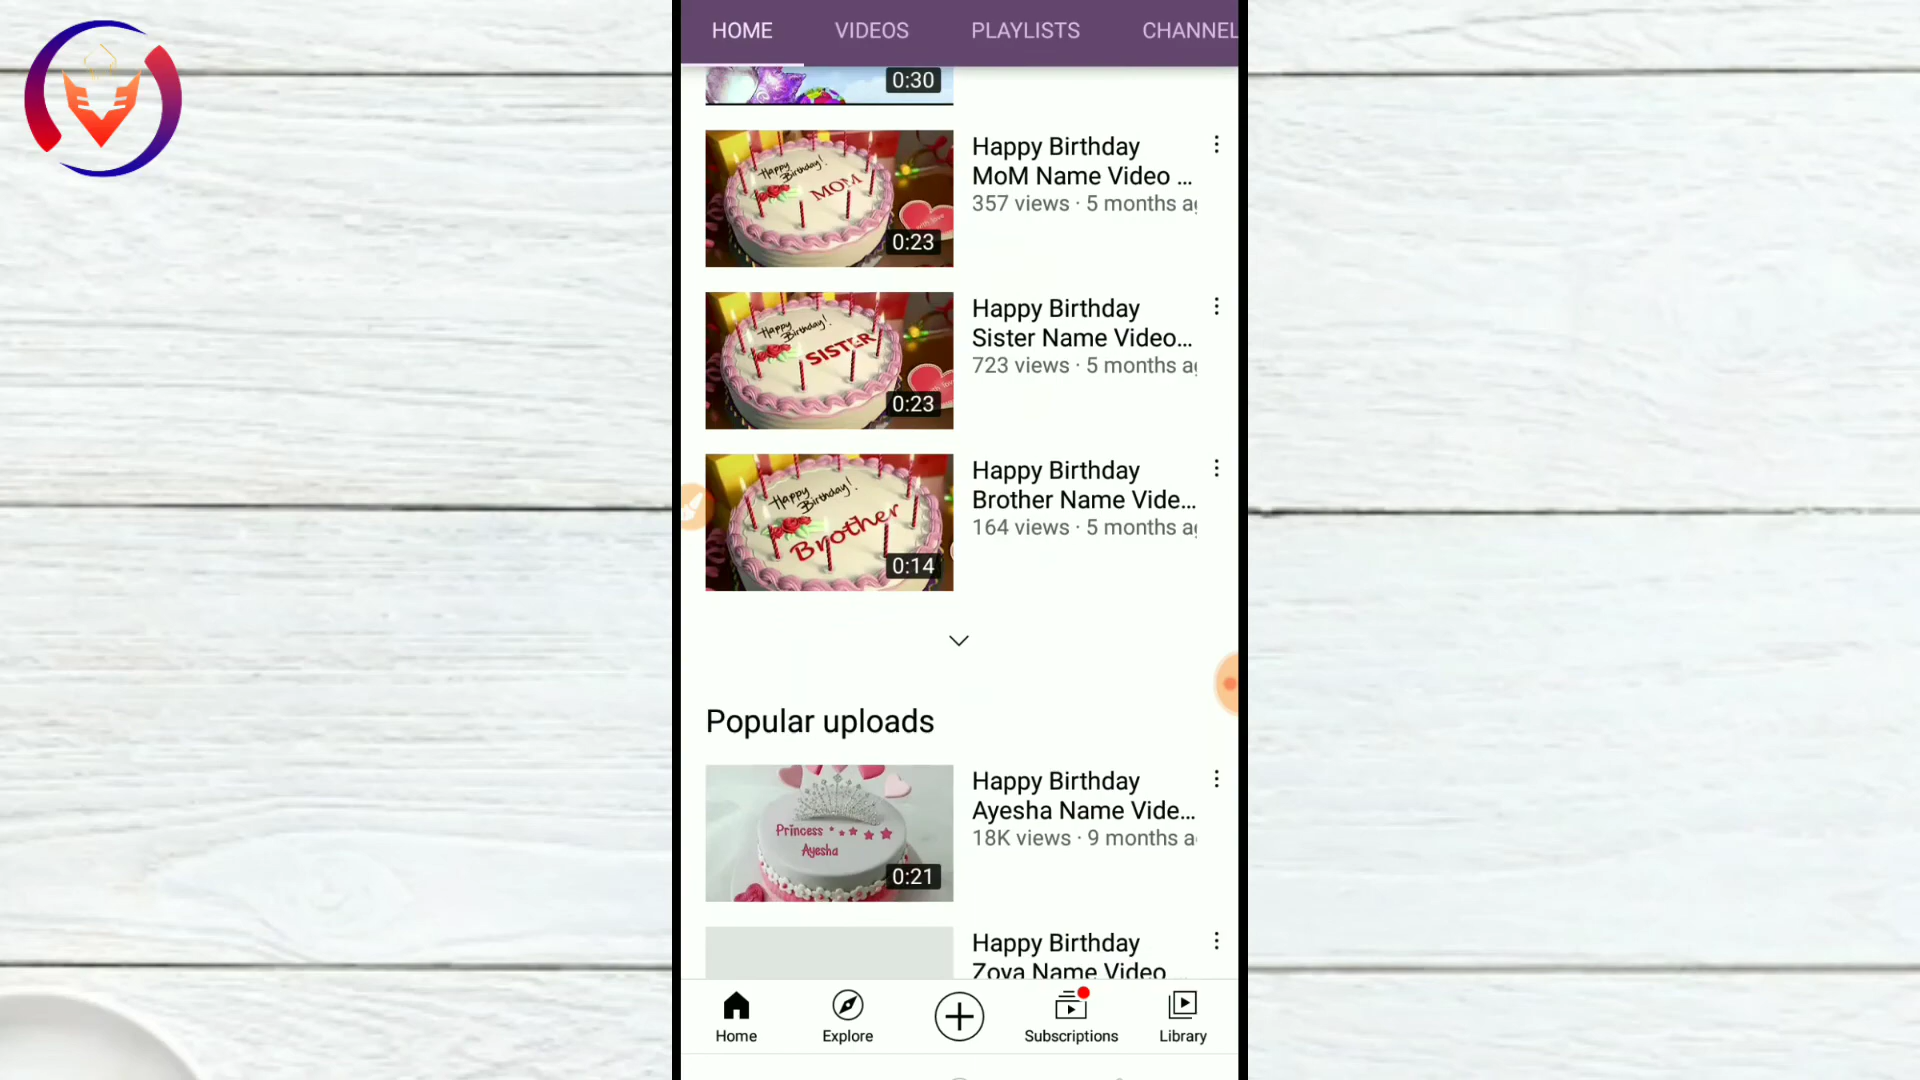 HOME VIDEOS PLAYLISTS CHANNEL
0:30
Happy Birthday!
MOM
0:23
Happy Birthday
MoM Name Video ...
357 views · 5 months
Happy Birthday!
SISTER
0:23
Happy Birthday
Sister Name Video...
723 views · 5 months
Happy Birthday!
Brother
0:14
Happy Birthday
Brother Name Vide...
164 views · 5 months
Popular uploads
Princess
Ayesha
0:21
Happy Birthday
Ayesha Name Vide...
18K views · 9 months
Happy Birthday
Zoya Name Video
Home Explore Subscriptions Library